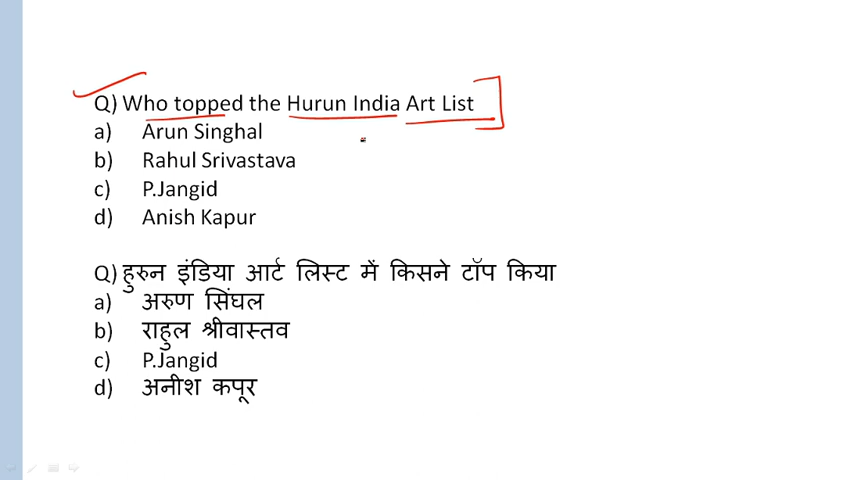 Q) Who topped the Hurun India Art List
a) Arun Singhal
b) Rahul Srivastava
c) P.Jangid
d) Anish Kapur
Q) हुरुन इंडिया आर्ट लिस्ट में किसने टॉप किया
a) अरुण सिंघल
b) राहुल श्रीवास्तव
c) P.Jangid
d) अनीश कपूर